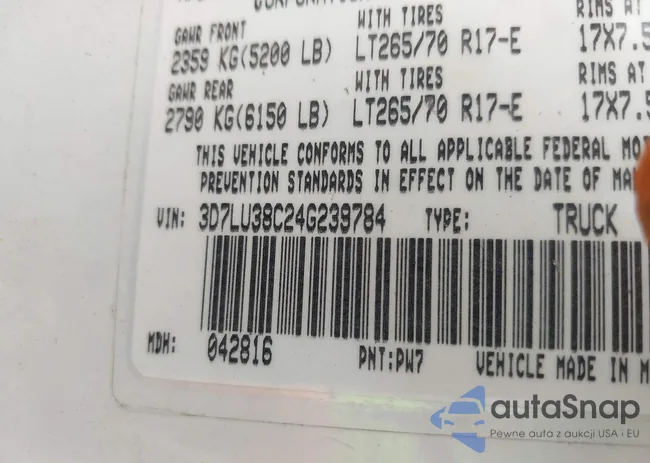 GAWR FRONT WITH TIRES RIMS AT
2359 KG(5200 LB) LT265/70 R17-E 17X7.5
GAWR REAR WITH TIRES RIMS AT
2790 KG(6150 LB) LT265/70 R17-E 17X7.5
THIS VEHICLE CONFORMS TO ALL APPLICABLE FEDERAL MO
PREVENTION STANDARDS IN EFFECT ON THE DATE OF MA
VIN: 3D7LU38C24G239784 TYPE: TRUCK
MDH: 042816 PNT:PW7 VEHICLE MADE IN M
autaSnap
Pewne auta z aukcji USA i EU